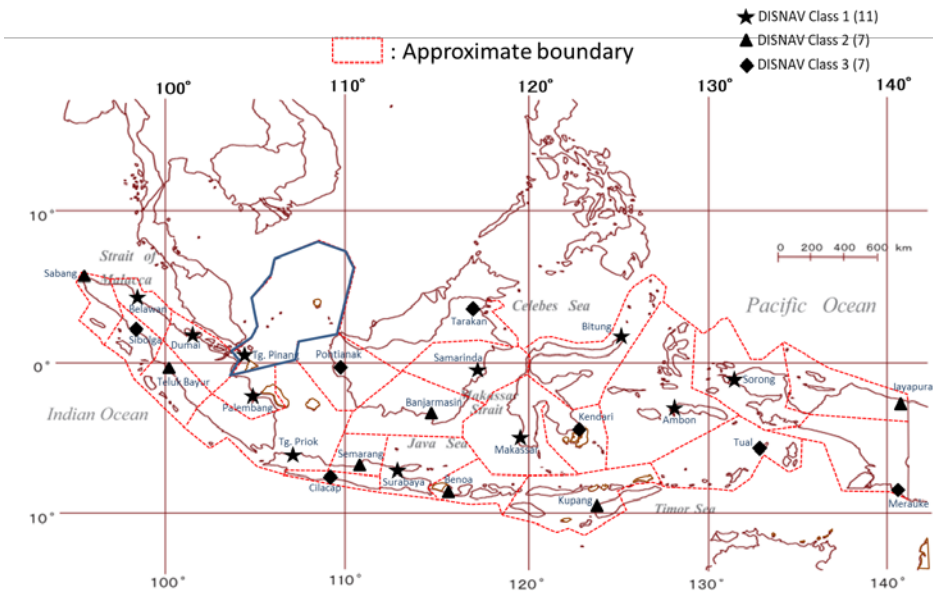 DISNAV Class 1 (11)
DISNAV Class 2 (7)
DISNAV Class 3 (7)
: Approximate boundary
100°
110°
120°
130°
140°
10°
Strait of
Malacca
Sabang
Belawan
0 200 400 600 km
Celebes Sea
Pacific Ocean
Tarakan
Bitung
Sibolga
Dumai
Tg. Pinang
Pontianak
Samarinda
0°
Teluk Bayur
Sorong
Jayapura
Palembang
Banjarmasin
Makassar
Strait
Indian Ocean
Kendari
Ambon
Tg. Priok
Semarang
Java Sea
Makassar
Tual
Cilacap
Surabaya
Benoa
Kupang
Timor Sea
Merauke
10°
100°
110°
120°
130°
140°